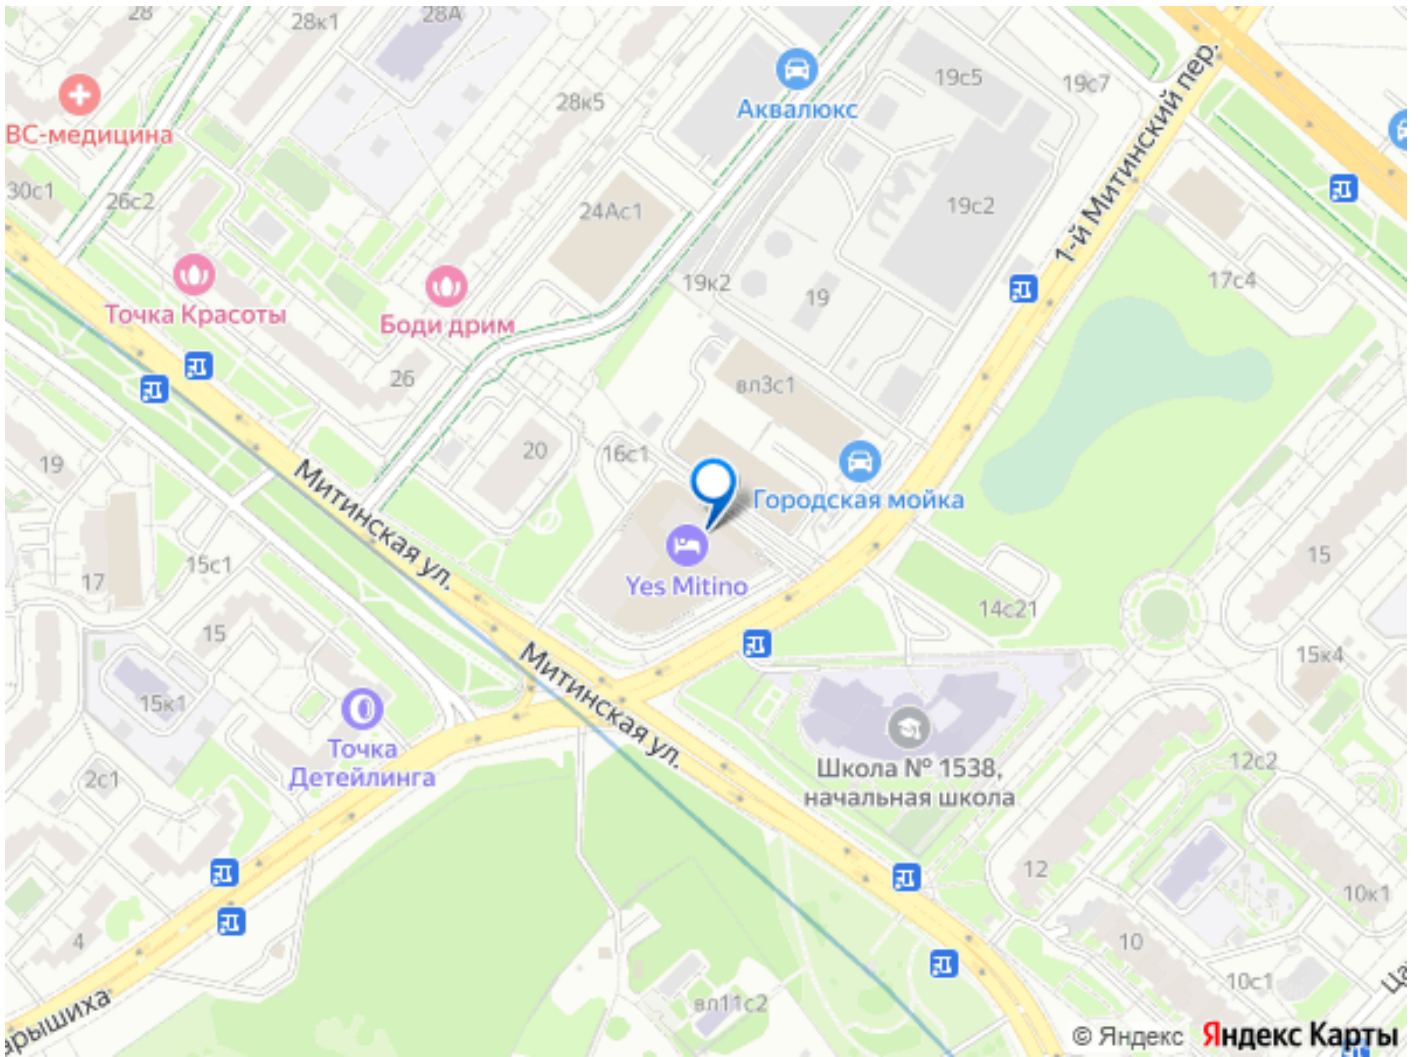 28
28к1
28А
19с5
19с7
Аквалюкс
28к5
ВС-медицина
1-й Митинский пер.
30с1
26с2
24Ас1
19с2
Точка Красоты
Боди дрим
19к2
19
17с4
26
вл3с1
19
20
16с1
Городская мойка
Митинская ул.
17
15с1
Yes Mitino
15
14с21
15
15к4
15к1
Митинская ул.
Точка
Детейлинга
Школа № 1538,
начальная школа
2с1
12с2
12
10к1
4
10
10с1
вл11с2
арышиха
Ца
© Яндекс
Яндекс Карты